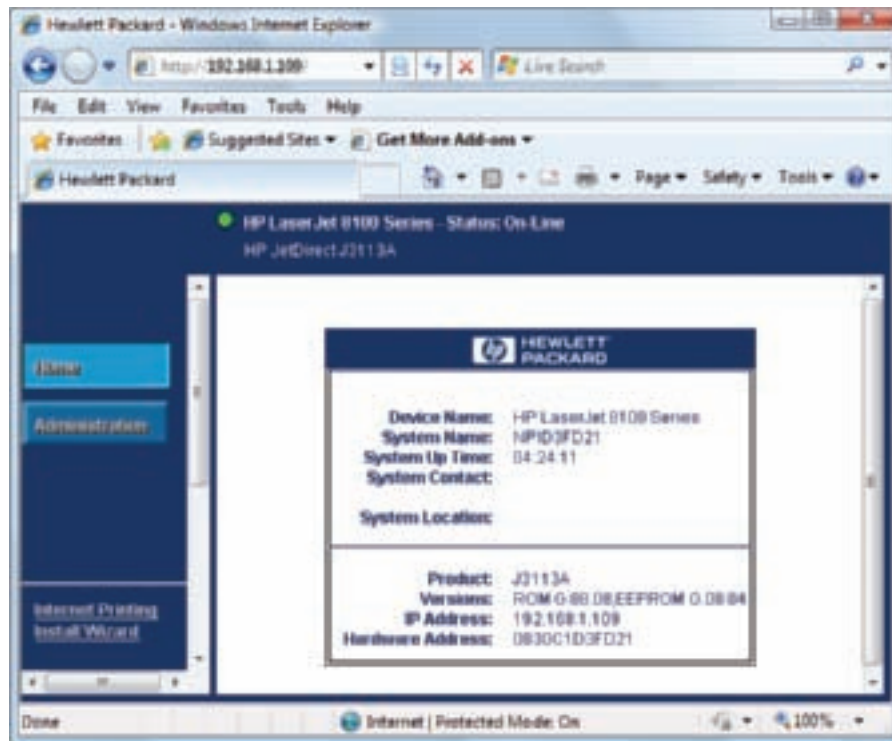 Hewlett Packard - Windows Internet Explorer
http://192.168.1.109/
Live Search
File Edit View Favorites Tools Help
Favorites Suggested Sites Get More Add-ons
Hewlett Packard Page Safety Tools
HP LaserJet 8100 Series - Status: On-Line
HP JetDirect J3113A
Home
Administration
HEWLETT
PACKARD
Device Name: HP LaserJet 8100 Series
System Name: NPID3FD21
System Up Time: 04:24:11
System Contact:
System Location:
Product: J3113A
Versions: EEPROM G.08.04
IP Address: 192.168.1.109
Hardware Address:
Internet Printing
Install Wizard
Done Internet | Protected Mode: On 100%